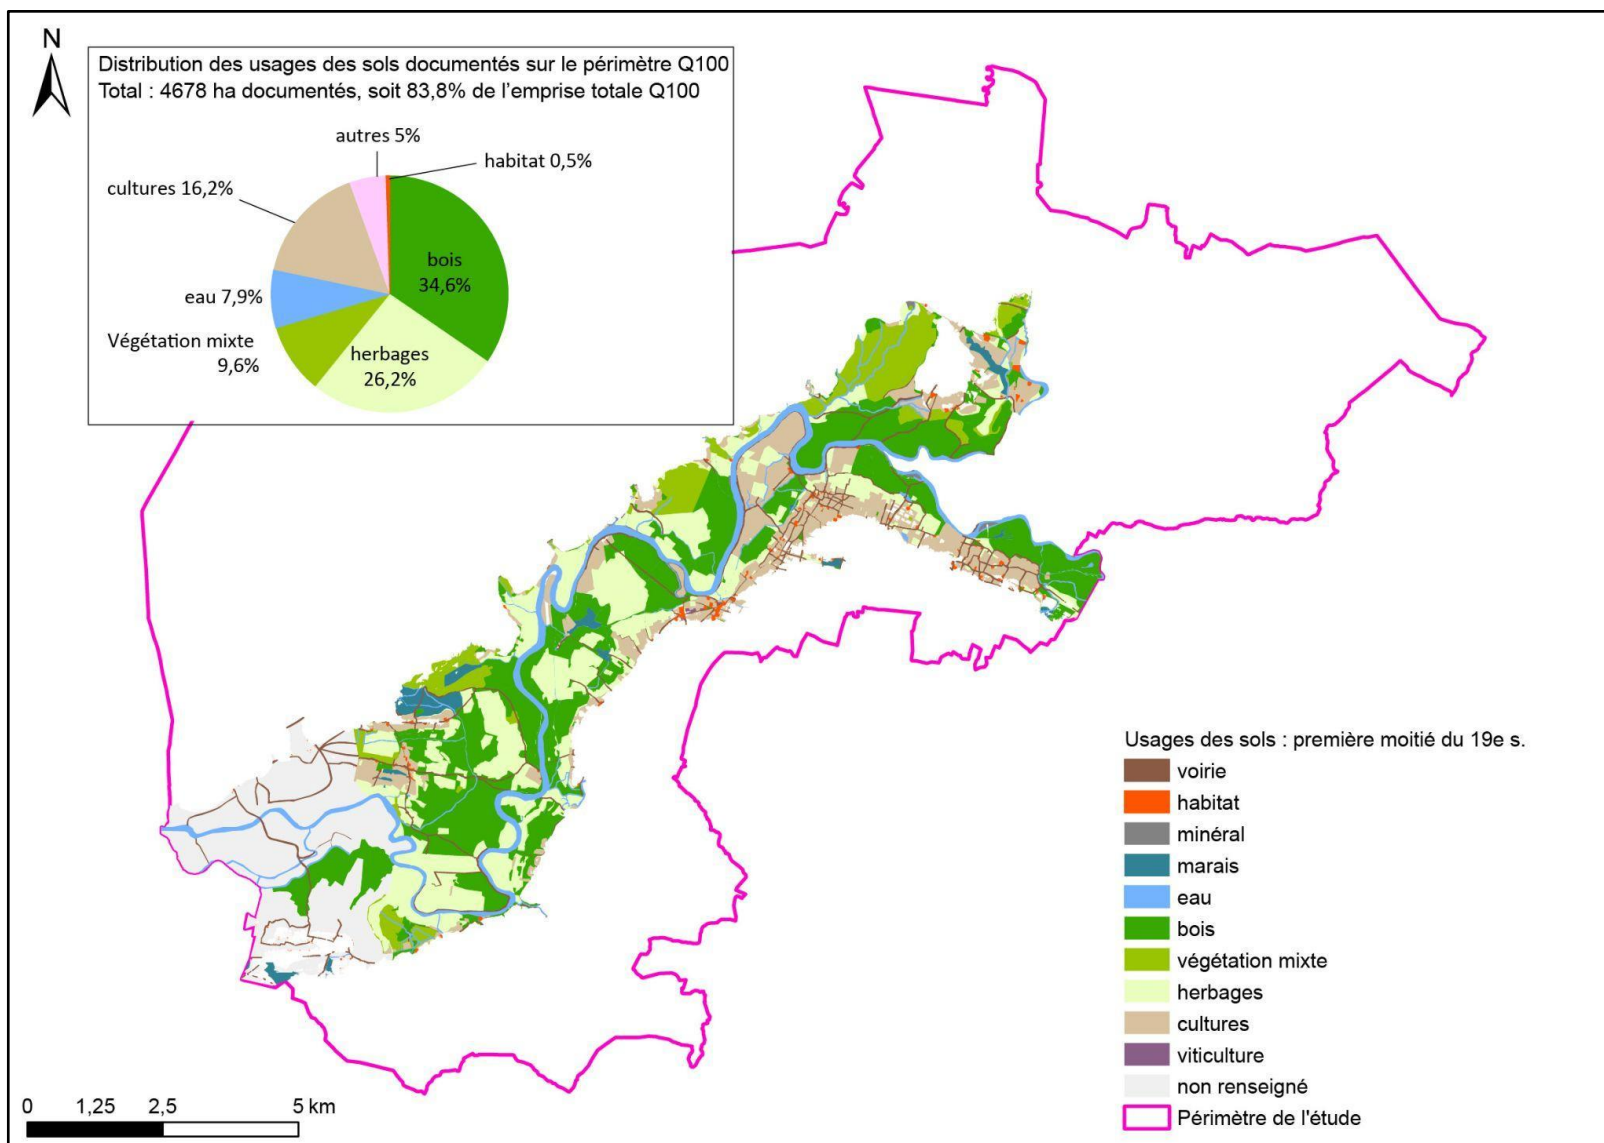 N
Distribution des usages des sols documentés sur le périmètre Q100
Total : 4678 ha documentés, soit 83,8% de l'emprise totale Q100
autres 5%
habitat 0,5%
cultures 16,2%
bois
34,6%
eau 7,9%
Végétation mixte
9,6%
herbages
26,2%
Usages des sols : première moitié du 19e s.
voirie
habitat
minéral
marais
eau
bois
végétation mixte
herbages
cultures
viticulture
non renseigné
Périmètre de l'étude
0 1,25 2,5 5 km